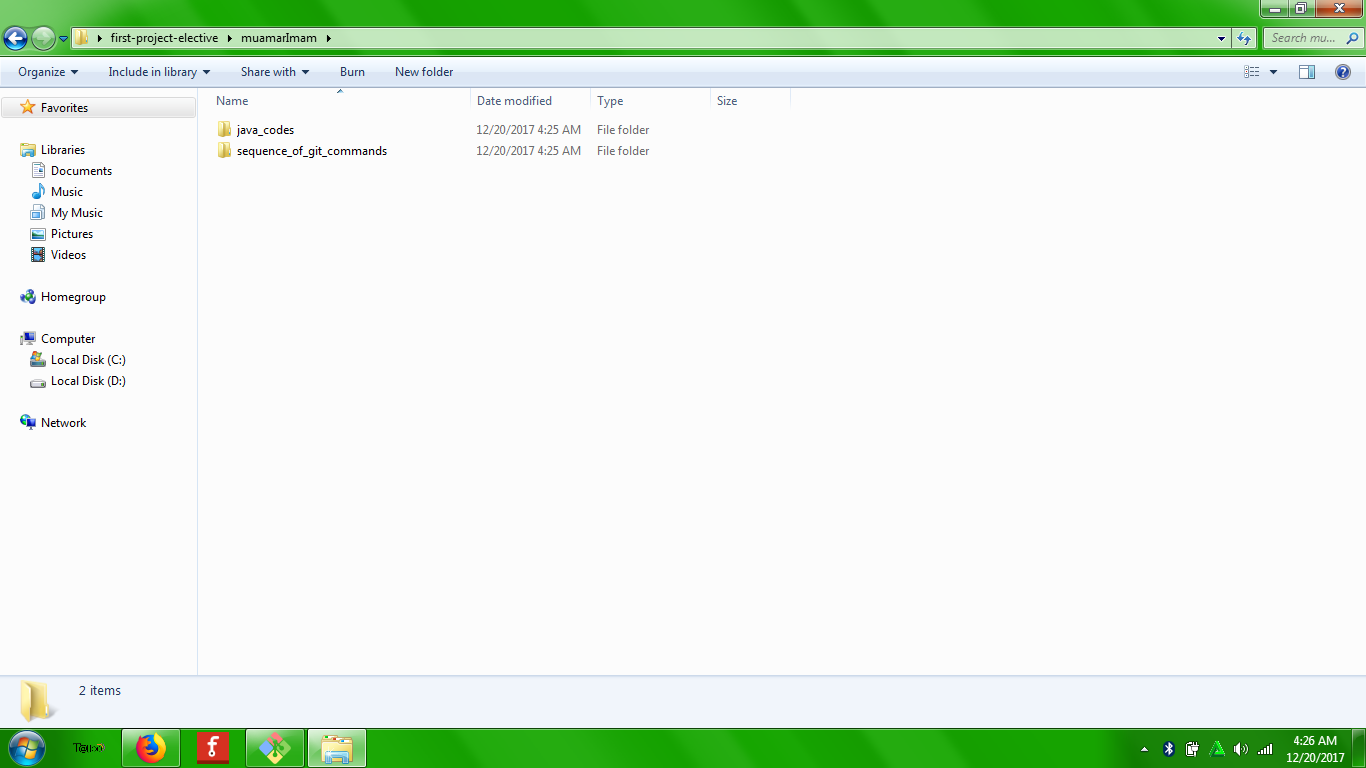 first-project-elective muamarImam
Search mu...
Organize Include in library Share with Burn New folder
Name Date modified Type Size
Favorites
java_codes 12/20/2017 4:25 AM File folder
sequence_of_git_commands 12/20/2017 4:25 AM File folder
Libraries
Documents
Music
My Music
Pictures
Videos
Homegroup
Computer
Local Disk (C:)
Local Disk (D:)
Network
2 items
4:26 AM
12/20/2017